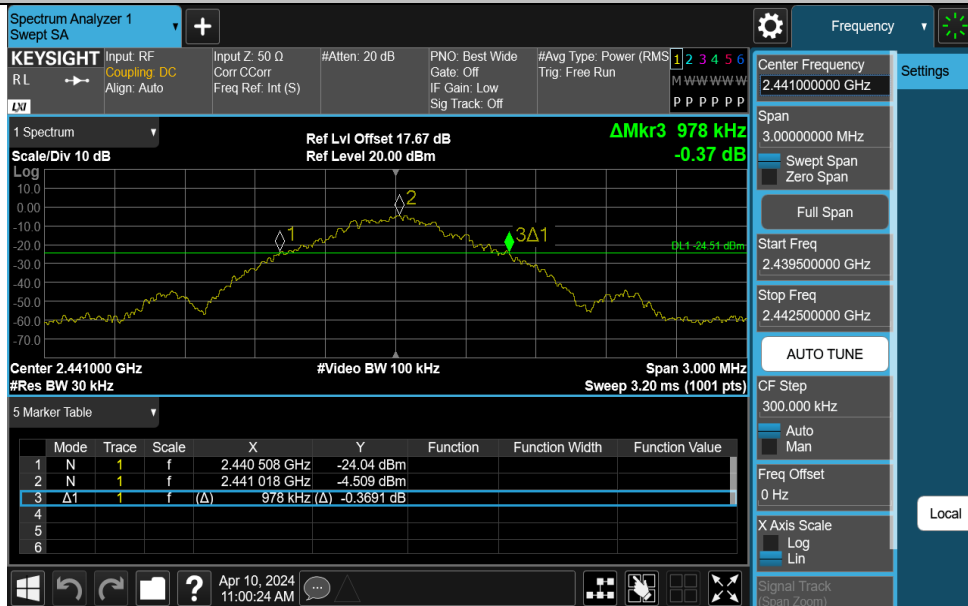 Spectrum Analyzer 1
Swept SA
+
Frequency
KEYSIGHT
RL
LXI
Input: RF
Coupling: DC
Align: Auto
Input Z: 50 Ω
Corr CCorr
Freq Ref: Int (S)
#Atten: 20 dB
PNO: Best Wide
Gate: Off
IF Gain: Low
Sig Track: Off
#Avg Type: Power (RMS
Trig: Free Run
1 2 3 4 5 6
M W W W W W
P P P P P P
1 Spectrum
Scale/Div 10 dB
Ref Lvl Offset 17.67 dB
Ref Level 20.00 dBm
ΔMkr3 978 kHz
-0.37 dB
Log
10.0
0.00
-10.0
-20.0
-30.0
-40.0
-50.0
-60.0
-70.0
1
2
3Δ1
DL1 -24.51 dBm
Center 2.441000 GHz
#Video BW 100 kHz
Span 3.000 MHz
#Res BW 30 kHz
Sweep 3.20 ms (1001 pts)
5 Marker Table
Mode Trace Scale X Y Function Function Width Function Value
1 N 1 f 2.440 508 GHz -24.04 dBm
2 N 1 f 2.441 018 GHz -4.509 dBm
3 Δ1 1 f (Δ) 978 kHz (Δ) -0.3691 dB
4
5
6
?
Apr 10, 2024
11:00:24 AM
Center Frequency
2.441000000 GHz
Span
3.00000000 MHz
Swept Span
Zero Span
Full Span
Start Freq
2.439500000 GHz
Stop Freq
2.442500000 GHz
AUTO TUNE
CF Step
300.000 kHz
Auto
Man
Freq Offset
0 Hz
X Axis Scale
Log
Lin
Signal Track
(Span Zoom)
Settings
Local